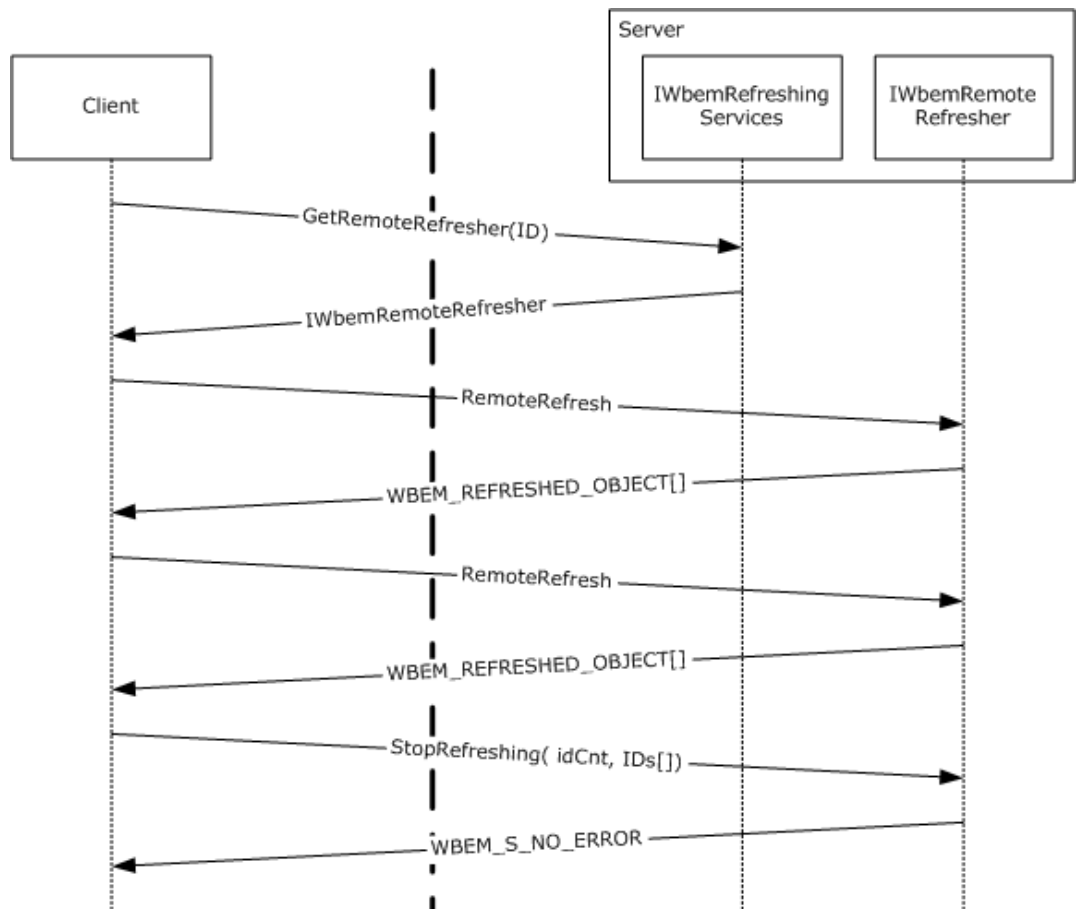 Server
Client
IWbemRefreshing
Services
IWbemRemote
Refresher
GetRemoteRefresher(ID)
IWbemRemoteRefresher
RemoteRefresh
WBEM_REFRESHED_OBJECT[]
RemoteRefresh
WBEM_REFRESHED_OBJECT[]
StopRefreshing( idCnt, IDs[])
WBEM_S_NO_ERROR